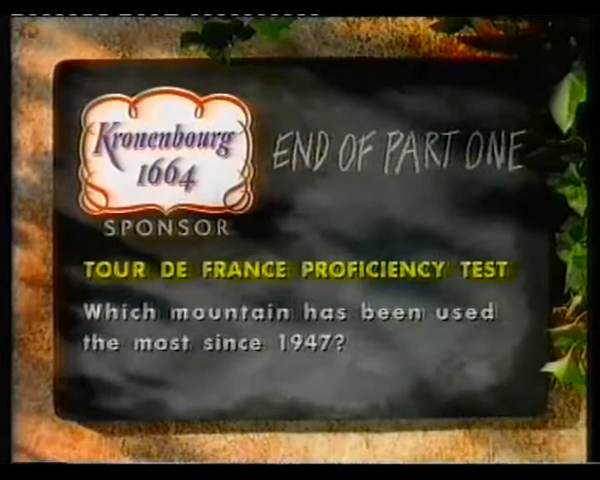 Kronenbourg
1664
END OF PART ONE
SPONSOR
TOUR DE FRANCE PROFICIENCY TEST
Which mountain has been used
the most since 1947?